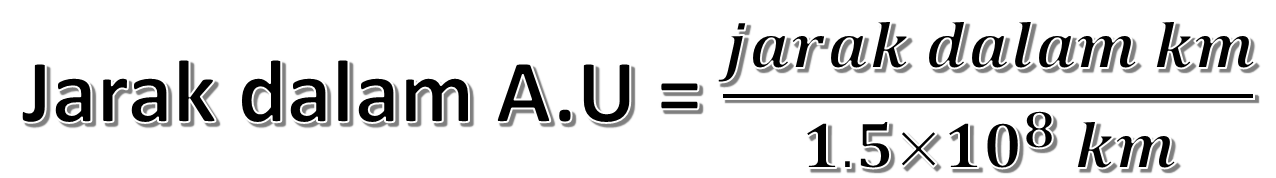 Jarak dalam A.U = jarak dalam km
1.5×10⁸ km